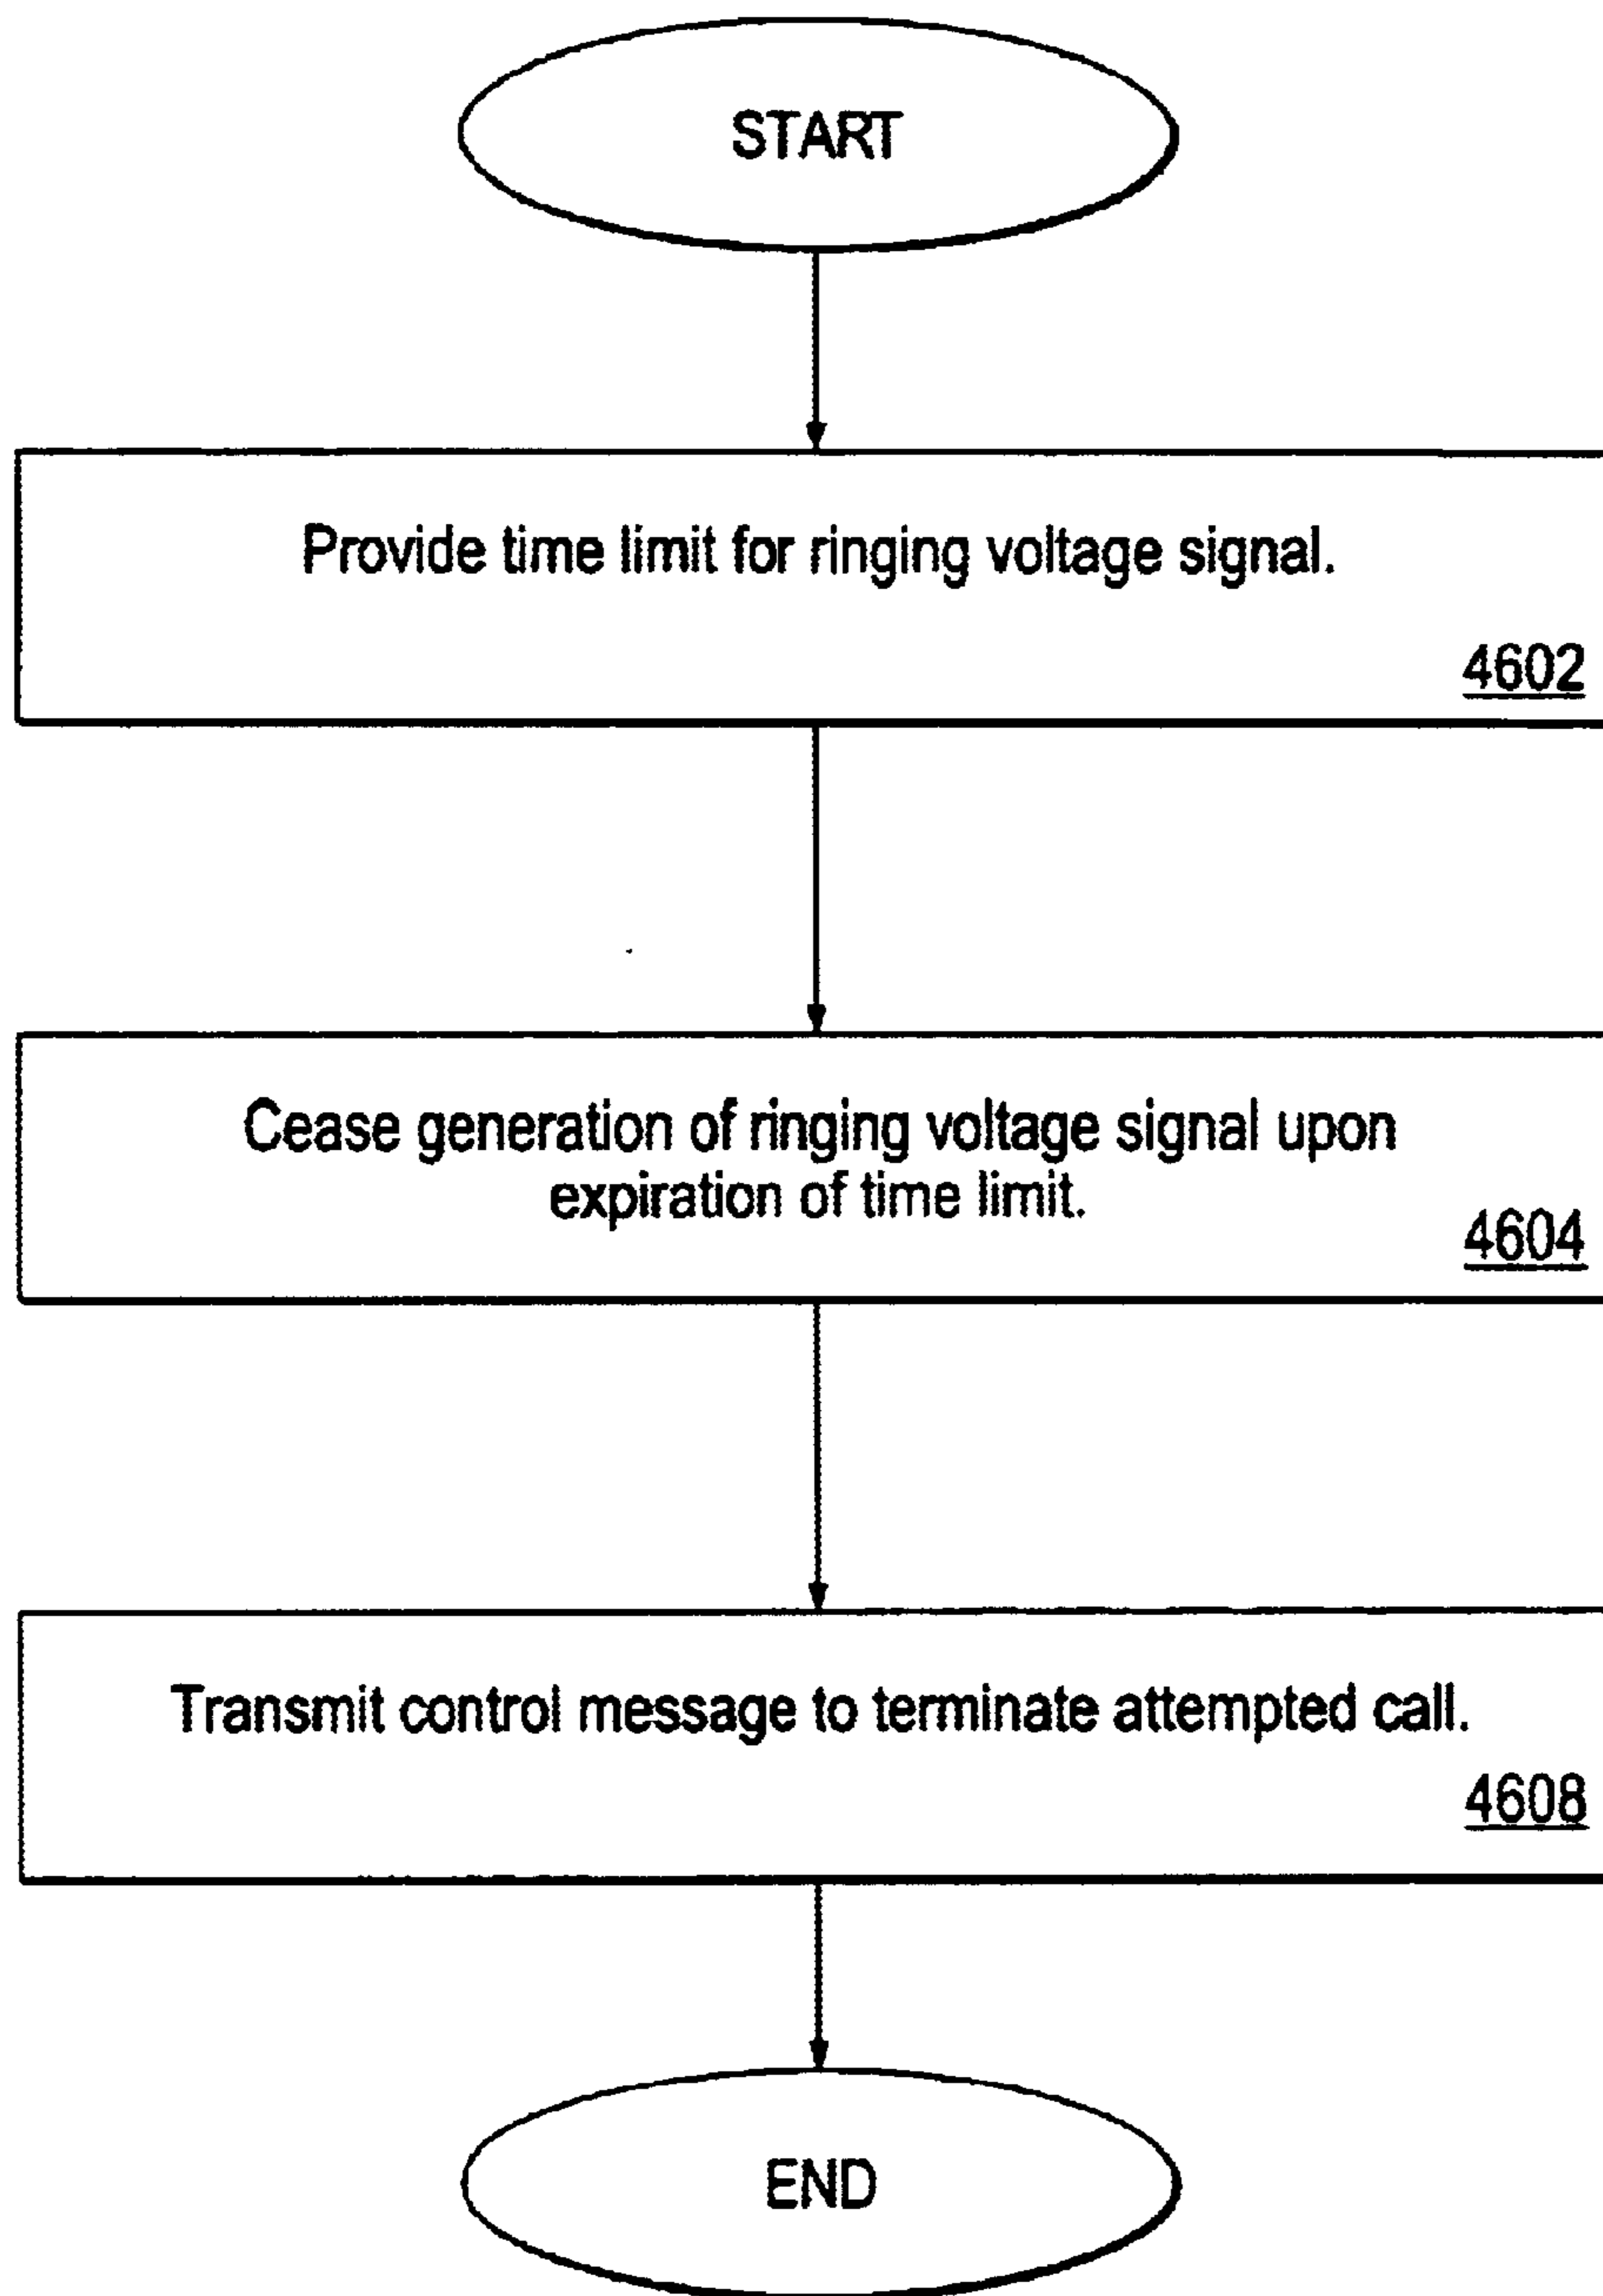 START
Provide time limit for ringing voltage signal.
4602
Cease generation of ringing voltage signal upon
expiration of time limit.
4604
Transmit control message to terminate attempted call.
4608
END